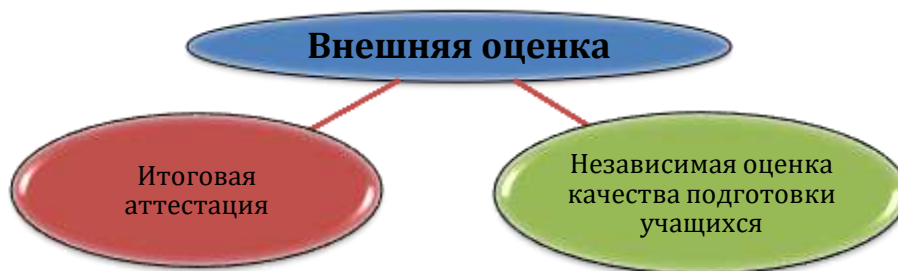 Внешняя оценка
Итоговая
аттестация
Независимая оценка
качества подготовки
учащихся